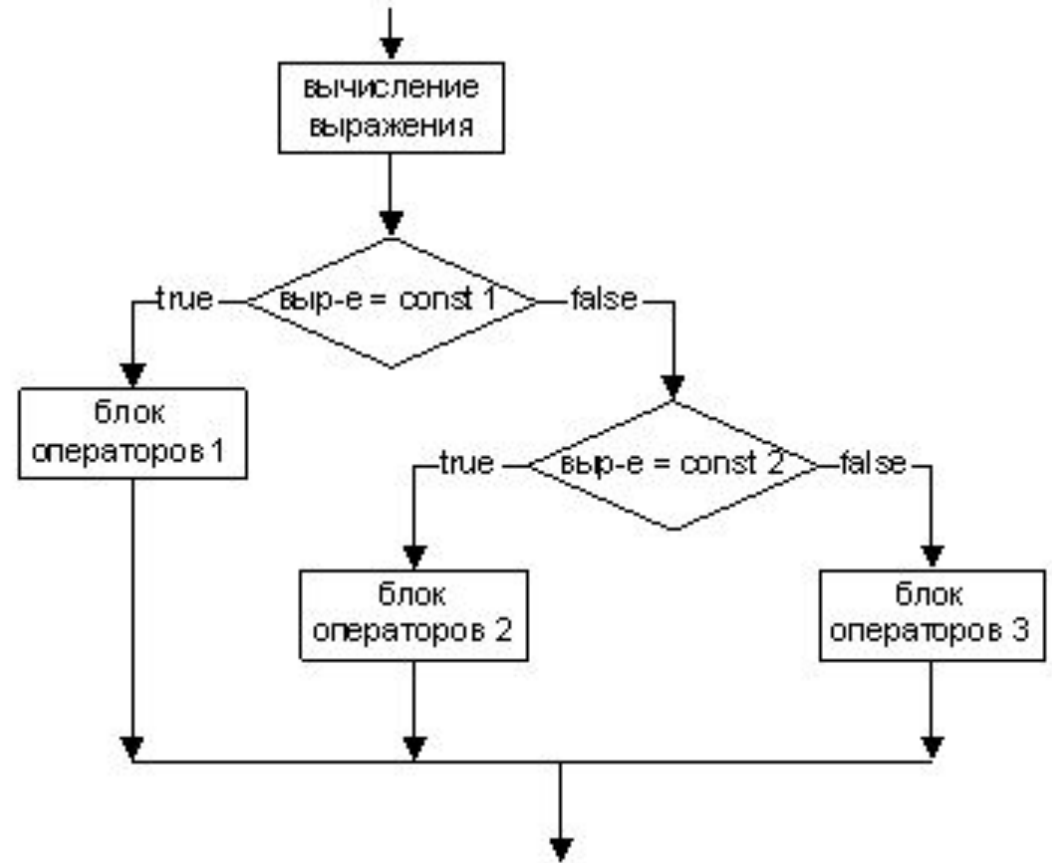 вычисление
выражения
true
выр-е = const 1
false
блок
операторов 1
true
выр-е = const 2
false
блок
операторов 2
блок
операторов 3